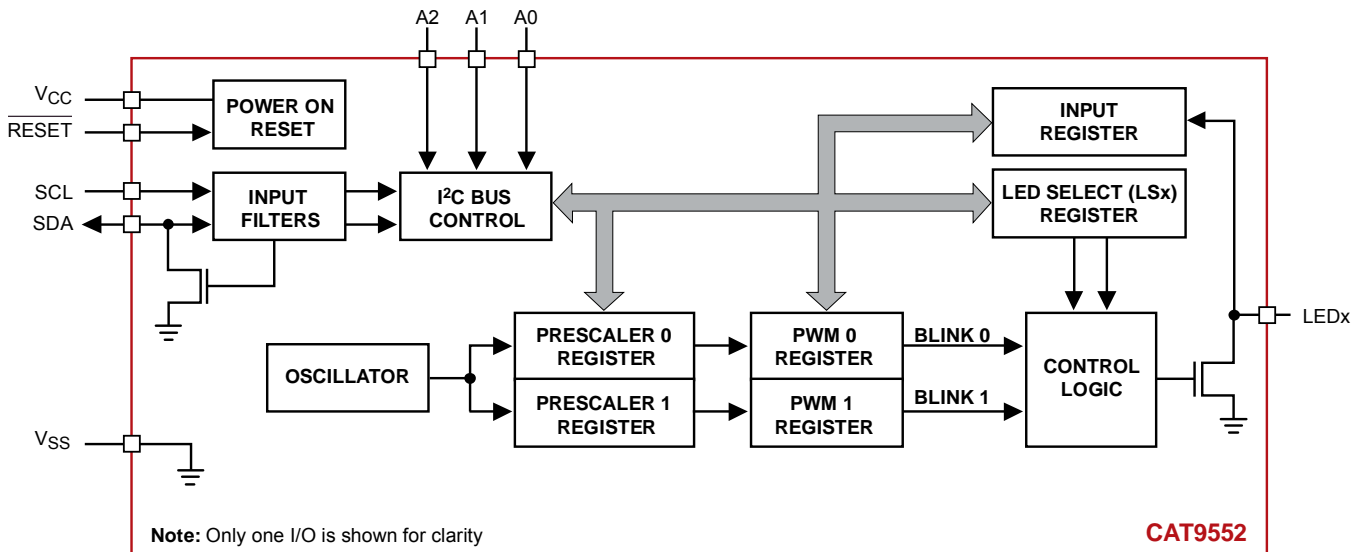 A2 A1 A0
VCC
RESET
POWER ON
RESET
INPUT
REGISTER
SCL
SDA
INPUT
FILTERS
I²C BUS
CONTROL
LED SELECT (LSx)
REGISTER
OSCILLATOR
PRESCALER 0
REGISTER
PRESCALER 1
REGISTER
PWM 0
REGISTER
PWM 1
REGISTER
BLINK 0
BLINK 1
CONTROL
LOGIC
LEDx
VSS
Note: Only one I/O is shown for clarity
CAT9552